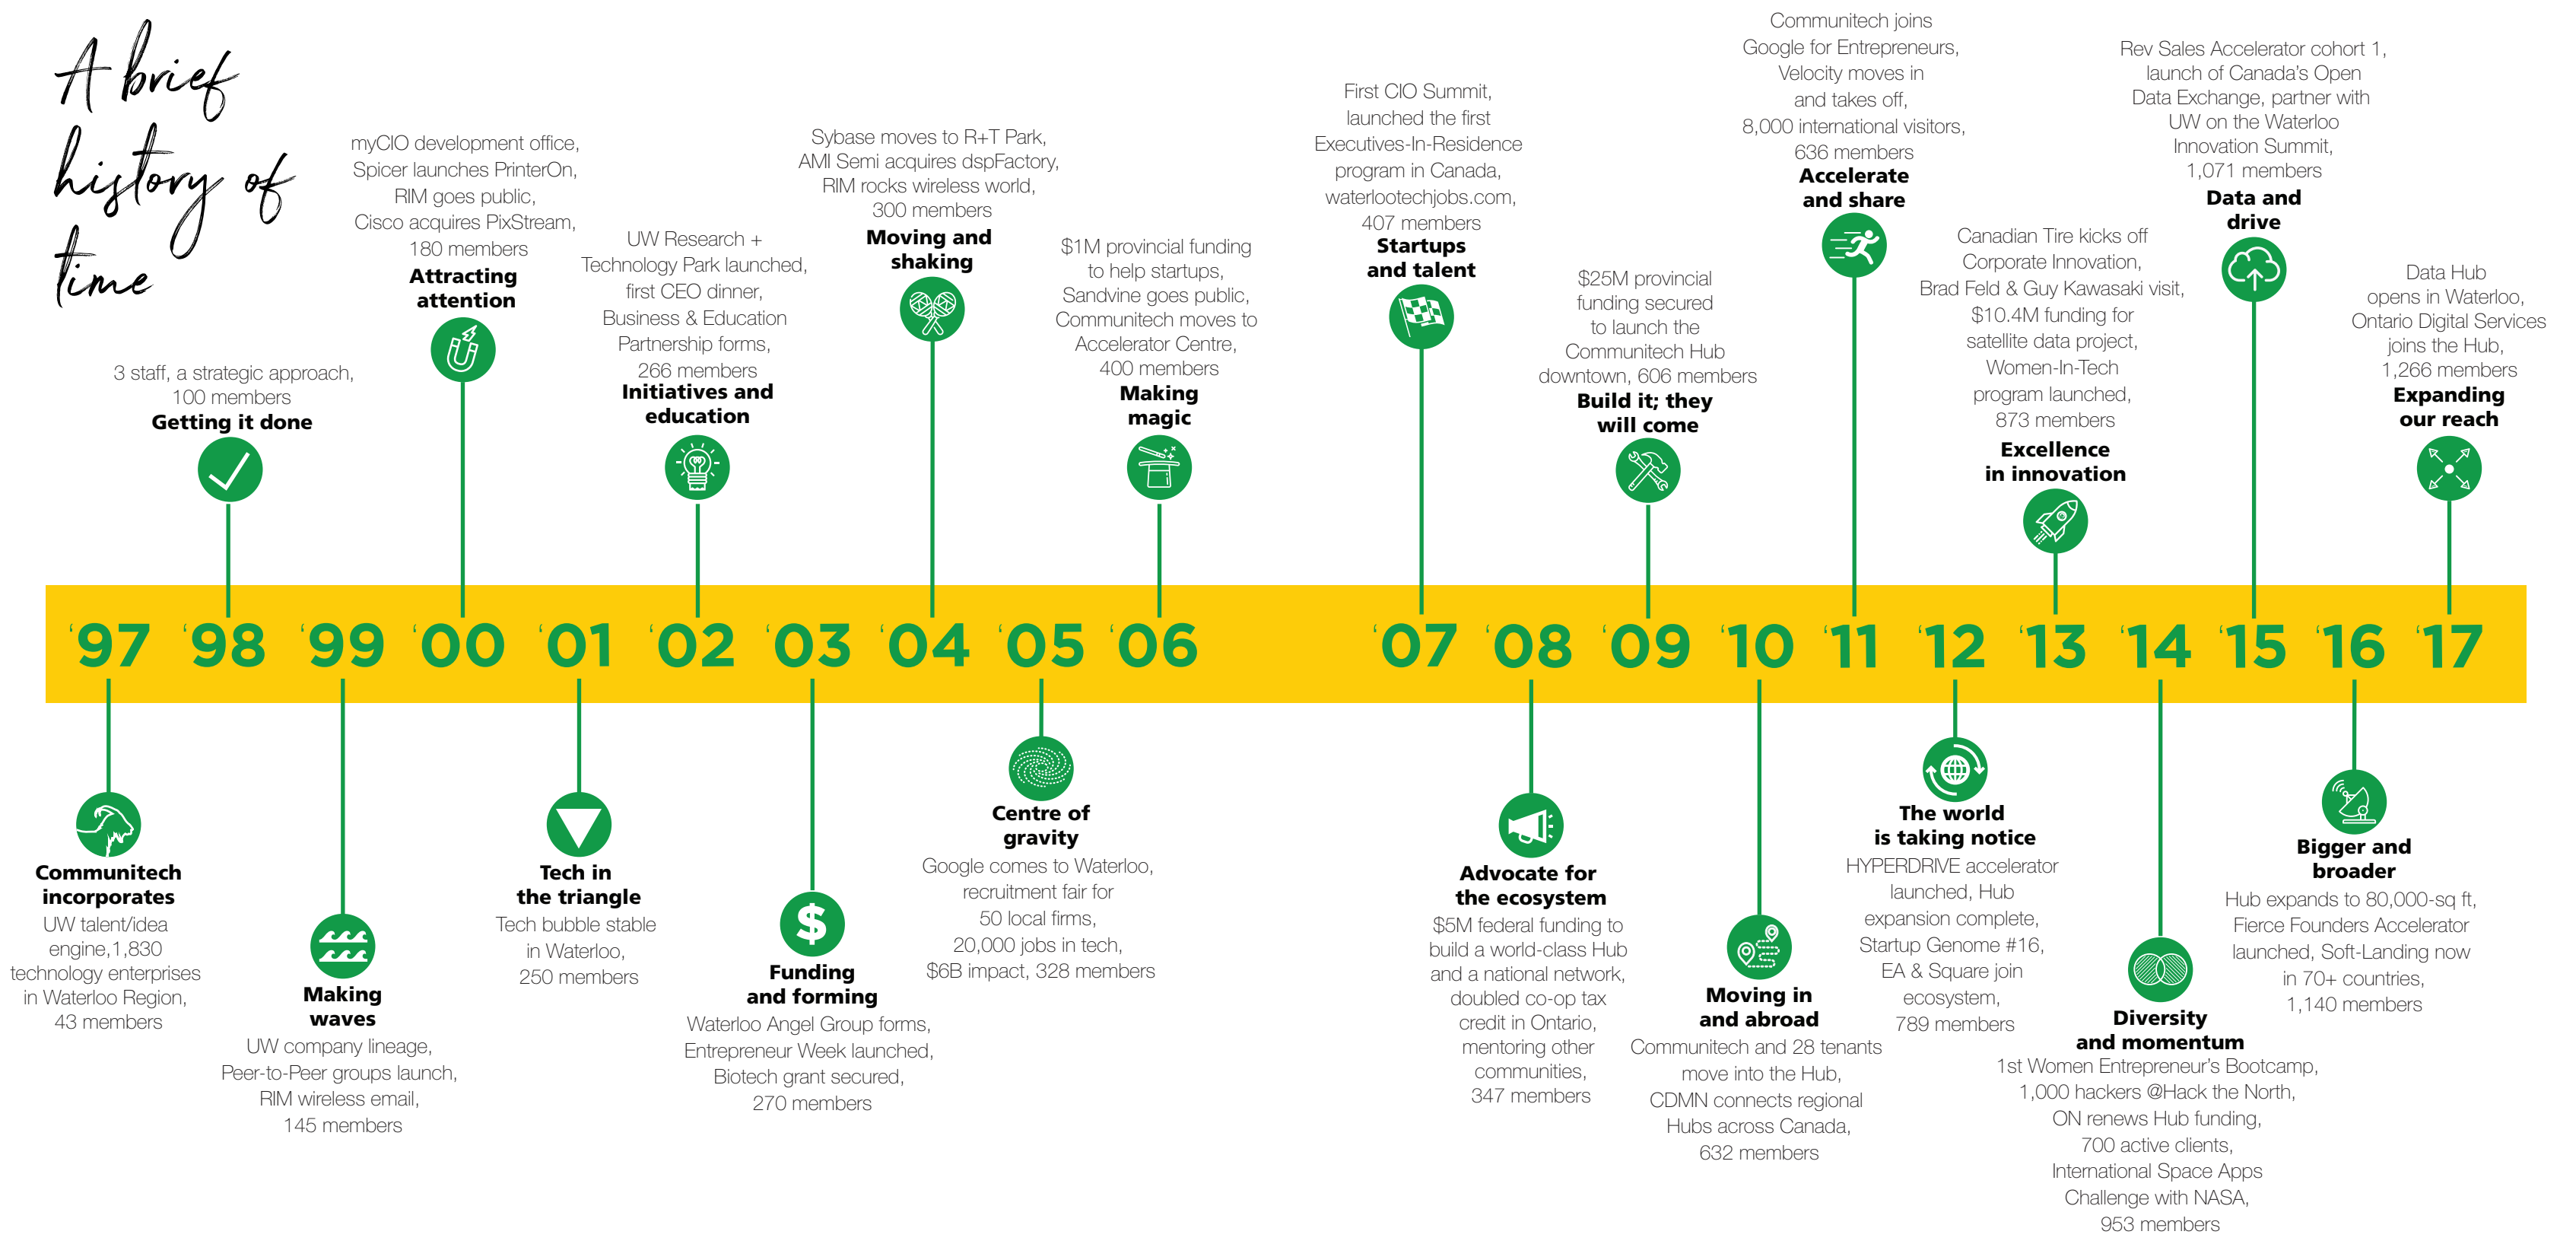 A brief
history of
time
3 staff, a strategic approach,
100 members
Getting it done
myCIO development office,
Spicer launches PrinterOn,
RIM goes public,
Cisco acquires PixStream,
180 members
Attracting
attention
UW Research +
Technology Park launched,
first CEO dinner,
Business & Education
Partnership forms,
266 members
Initiatives and
education
Sybase moves to R+T Park,
AMI Semi acquires dspFactory,
RIM rocks wireless world,
300 members
Moving and
shaking
$1M provincial funding
to help startups,
Sandvine goes public,
Communitech moves to
Accelerator Centre,
400 members
Making
magic
First CIO Summit,
launched the first
Executives-In-Residence
program in Canada,
waterlootechjobs.com,
407 members
Startups
and talent
$25M provincial
funding secured
to launch the
Communitech Hub
downtown, 606 members
Build it; they
will come
Communitech joins
Google for Entrepreneurs,
Velocity moves in
and takes off,
8,000 international visitors,
636 members
Accelerate
and share
Canadian Tire kicks off
Corporate Innovation,
Brad Feld & Guy Kawasaki visit,
$10.4M funding for
satellite data project,
Women-In-Tech
program launched,
873 members
Excellence
in innovation
Rev Sales Accelerator cohort 1,
launch of Canada's Open
Data Exchange, partner with
UW on the Waterloo
Innovation Summit,
1,071 members
Data and
drive
Data Hub
opens in Waterloo,
Ontario Digital Services
joins the Hub,
1,266 members
Expanding
our reach
‘97 ‘98 ‘99 ‘00 ‘01 ‘02 ‘03 ‘04 ‘05 ‘06 ‘07 ‘08 ‘09 ‘10 ‘11 ‘12 ‘13 ‘14 ‘15 ‘16 ‘17
Communitech
incorporates
UW talent/idea
engine,1,830
technology enterprises
in Waterloo Region,
43 members
Making
waves
UW company lineage,
Peer-to-Peer groups launch,
RIM wireless email,
145 members
Tech in
the triangle
Tech bubble stable
in Waterloo,
250 members
$
Funding
and forming
Waterloo Angel Group forms,
Entrepreneur Week launched,
Biotech grant secured,
270 members
Centre of
gravity
Google comes to Waterloo,
recruitment fair for
50 local firms,
20,000 jobs in tech,
$6B impact, 328 members
Advocate for
the ecosystem
$5M federal funding to
build a world-class Hub
and a national network,
doubled co-op tax
credit in Ontario,
mentoring other
communities,
347 members
Moving in
and abroad
Communitech and 28 tenants
move into the Hub,
CDMN connects regional
Hubs across Canada,
632 members
The world
is taking notice
HYPERDRIVE accelerator
launched, Hub
expansion complete,
Startup Genome #16,
EA & Square join
ecosystem,
789 members
Diversity
and momentum
1st Women Entrepreneur's Bootcamp,
1,000 hackers @Hack the North,
ON renews Hub funding,
700 active clients,
International Space Apps
Challenge with NASA,
953 members
Bigger and
broader
Hub expands to 80,000-sq ft,
Fierce Founders Accelerator
launched, Soft-Landing now
in 70+ countries,
1,140 members